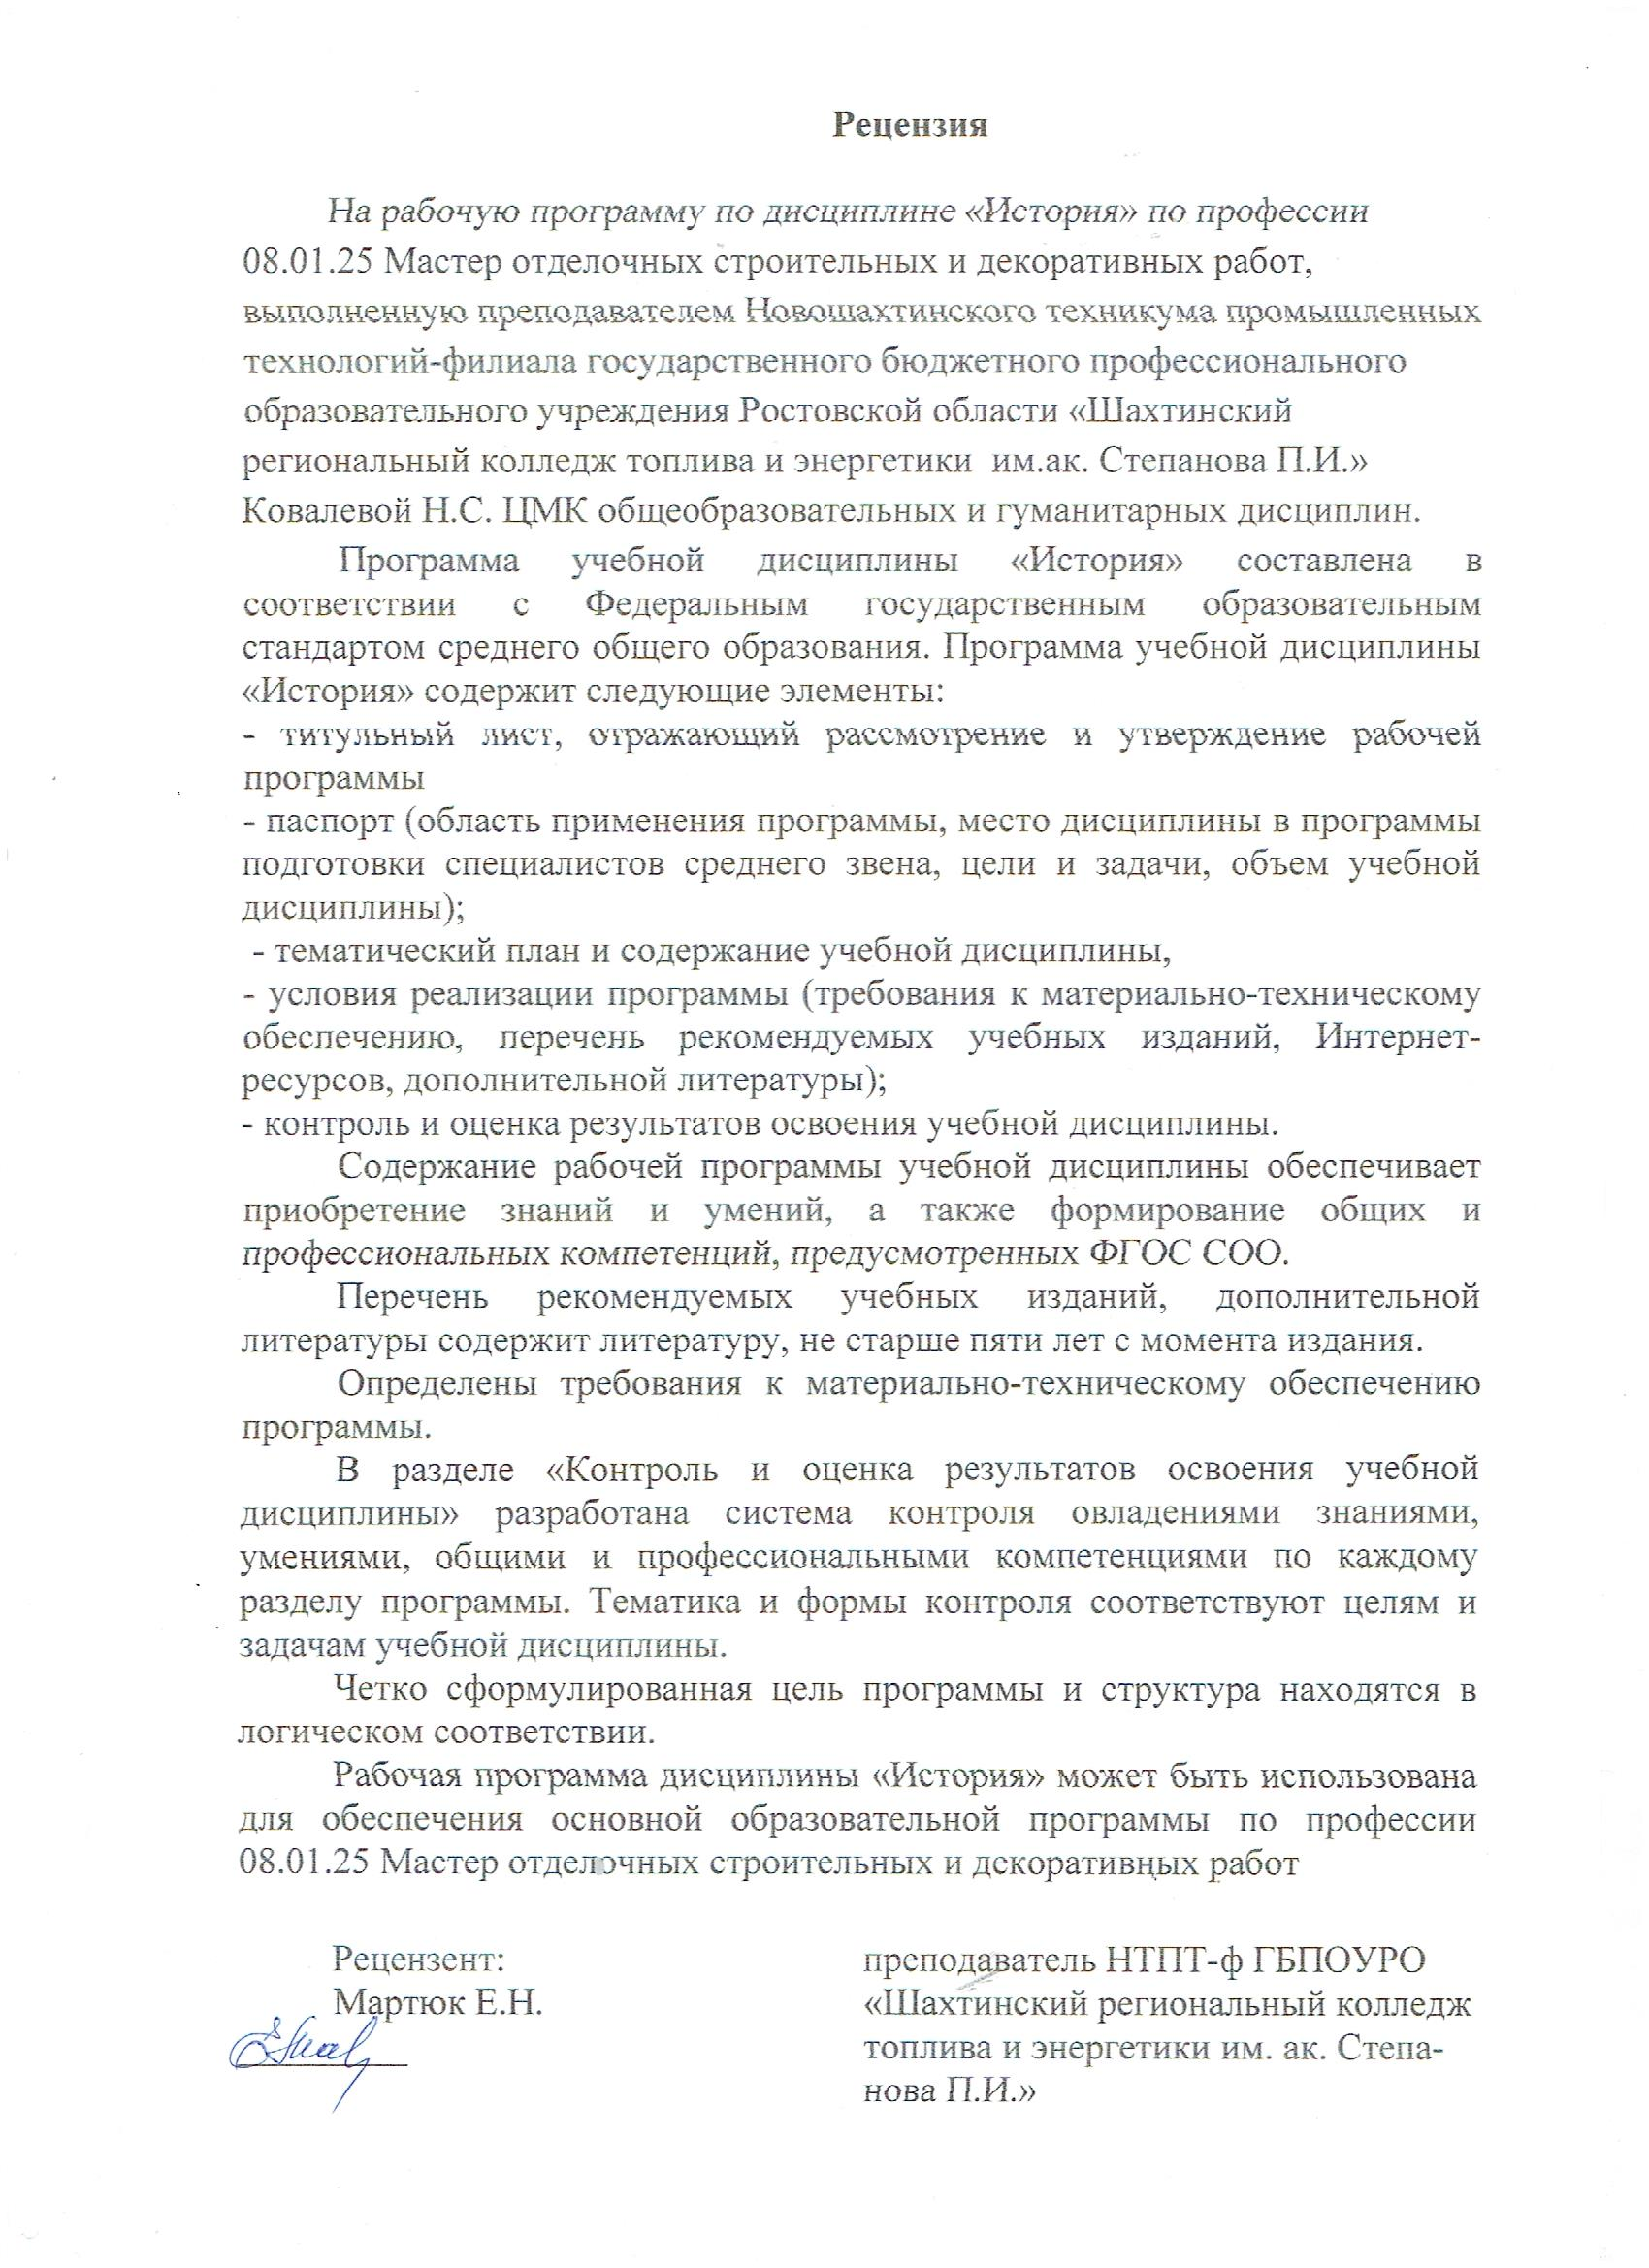 Рецензия
На рабочую программу по дисциплине «История» по профессии
08.01.25 Мастер отделочных строительных и декоративных работ,
выполненную преподавателем Новошахтинского техникума промышленных
технологий-филиала государственного бюджетного профессионального
образовательного учреждения Ростовской области «Шахтинский
региональный колледж топлива и энергетики им.ак. Степанова П.И.»
Ковалевой Н.С. ЦМК общеобразовательных и гуманитарных дисциплин.
Программа учебной дисциплины «История» составлена в
соответствии с Федеральным государственным образовательным
стандартом среднего общего образования. Программа учебной дисциплины
«История» содержит следующие элементы:
- титульный лист, отражающий рассмотрение и утверждение рабочей
программы
- паспорт (область применения программы, место дисциплины в программы
подготовки специалистов среднего звена, цели и задачи, объем учебной
дисциплины);
- тематический план и содержание учебной дисциплины,
- условия реализации программы (требования к материально-техническому
обеспечению, перечень рекомендуемых учебных изданий, Интернет-
ресурсов, дополнительной литературы);
- контроль и оценка результатов освоения учебной дисциплины.
Содержание рабочей программы учебной дисциплины обеспечивает
приобретение знаний и умений, а также формирование общих и
профессиональных компетенций, предусмотренных ФГОС СОО.
Перечень рекомендуемых учебных изданий, дополнительной
литературы содержит литературу, не старше пяти лет с момента издания.
Определены требования к материально-техническому обеспечению
программы.
В разделе «Контроль и оценка результатов освоения учебной
дисциплины» разработана система контроля овладениями знаниями,
умениями, общими и профессиональными компетенциями по каждому
разделу программы. Тематика и формы контроля соответствуют целям и
задачам учебной дисциплины.
Четко сформулированная цель программы и структура находятся в
логическом соответствии.
Рабочая программа дисциплины «История» может быть использована
для обеспечения основной образовательной программы по профессии
08.01.25 Мастер отделочных строительных и декоративных работ
Рецензент:
Мартюк Е.Н.
преподаватель НТПТ-ф ГБПОУРО
«Шахтинский региональный колледж
топлива и энергетики им. ак. Степа-
нова П.И.»